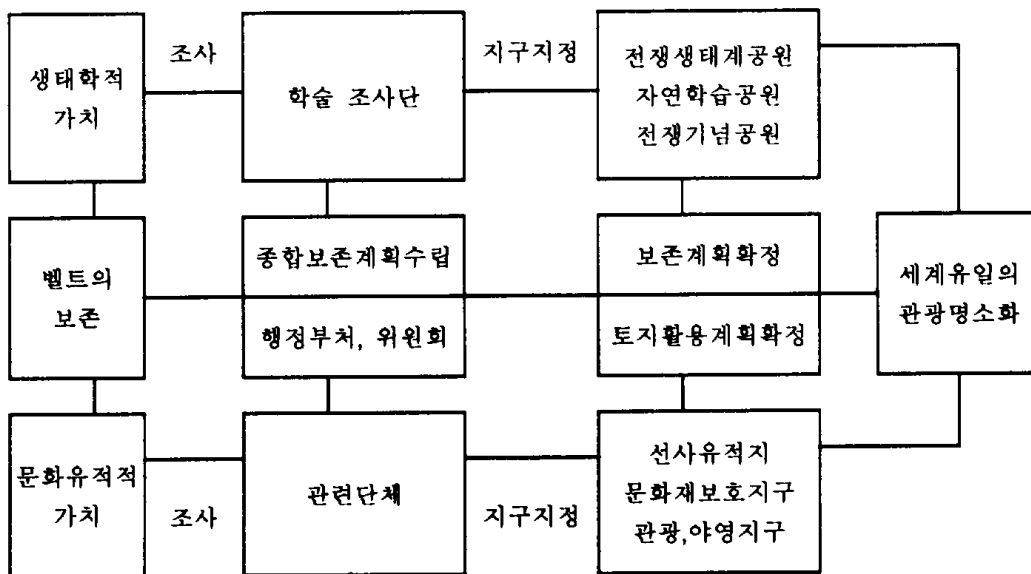 생태학적
가치
조사
학술 조사단
지구지정
전쟁생태계공원
자연학습공원
전쟁기념공원
벨트의
보존
종합보존계획수립
행정부처, 위원회
보존계획확정
토지활용계획확정
세계유일의
관광명소화
문화유적적
가치
조사
관련단체
지구지정
선사유적지
문화재보호지구
관광,야영지구